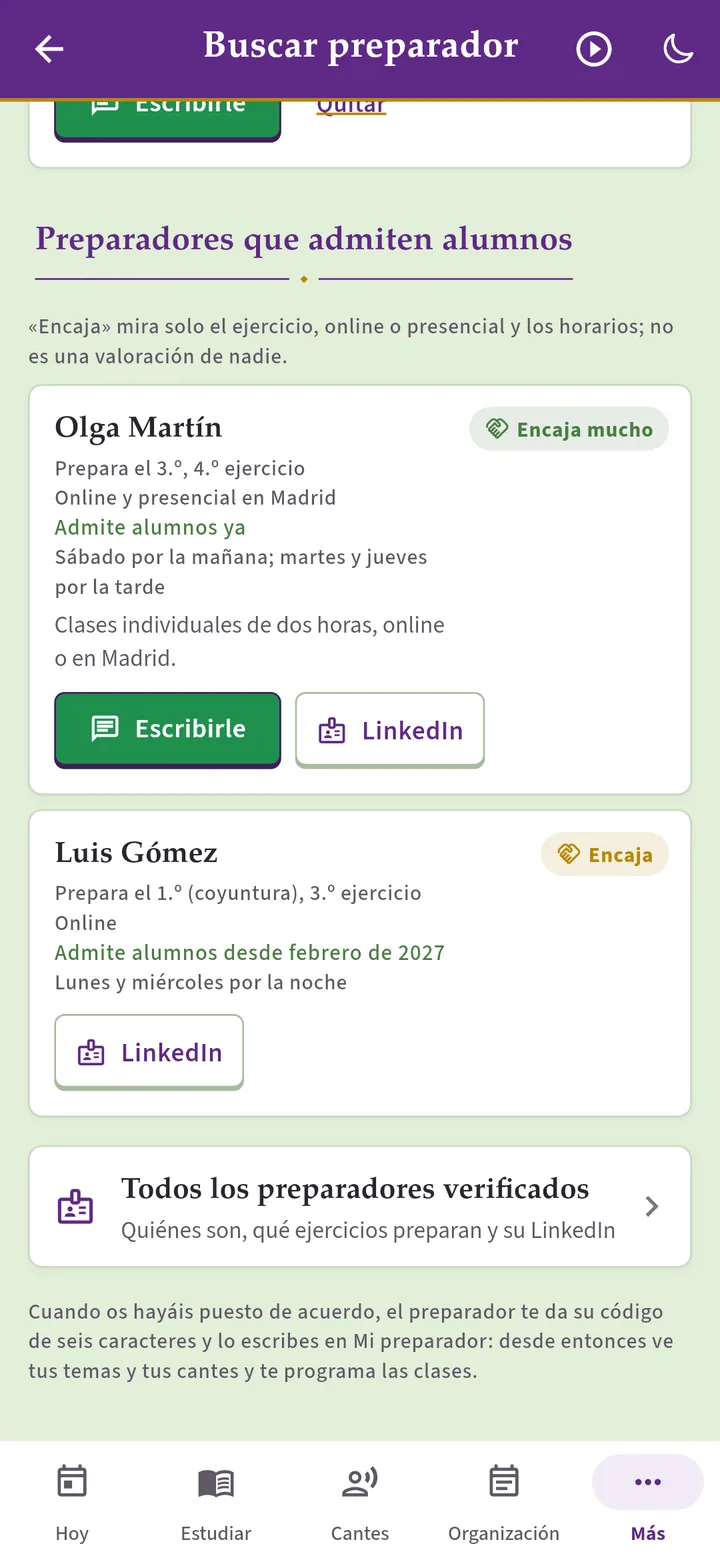 Buscar preparador
Escribirle
Quitar
Preparadores que admiten alumnos
«Encaja» mira solo el ejercicio, online o presencial y los horarios; no
es una valoración de nadie.
Olga Martín
Encaja mucho
Prepara el 3.º, 4.º ejercicio
Online y presencial en Madrid
Admite alumnos ya
Sábado por la mañana; martes y jueves
por la tarde
Clases individuales de dos horas, online
o en Madrid.
Escribirle
LinkedIn
Luis Gómez
Encaja
Prepara el 1.º (coyuntura), 3.º ejercicio
Online
Admite alumnos desde febrero de 2027
Lunes y miércoles por la noche
LinkedIn
Todos los preparadores verificados
Quiénes son, qué ejercicios preparan y su LinkedIn
Cuando os hayáis puesto de acuerdo, el preparador te da su código
de seis caracteres y lo escribes en Mi preparador: desde entonces ve
tus temas y tus cantes y te programa las clases.
Hoy
Estudiar
Cantes
Organización
Más